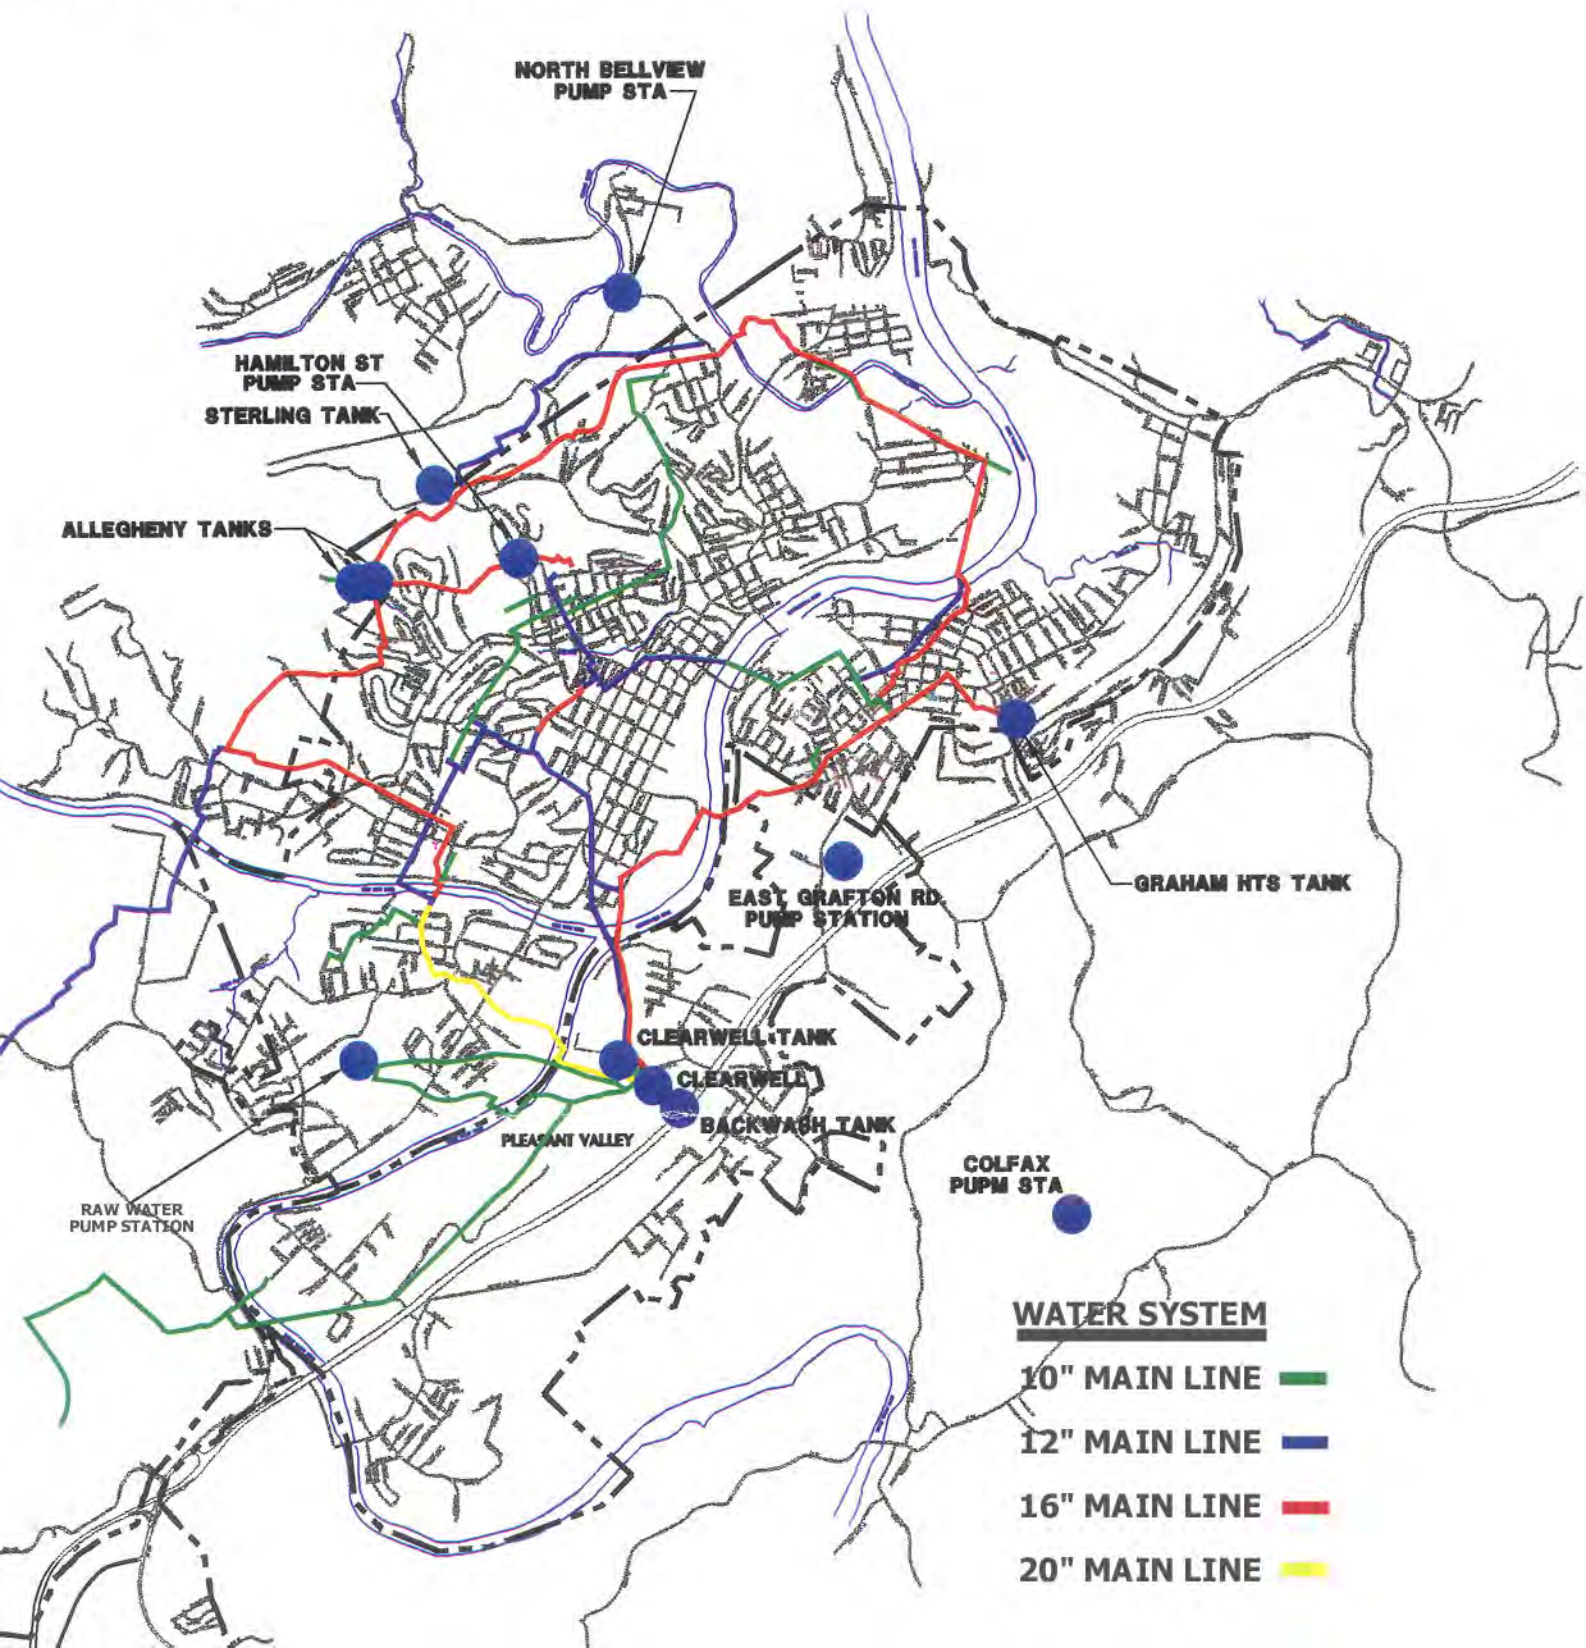 NORTH BELLVIEW
PUMP STA
HAMILTON ST
PUMP STA
STERLING TANK
ALLEGHENY TANKS
GRAHAM HTS TANK
EAST GRAFTON RD.
PUMP STATION
CLEARWELL TANK
CLEARWELL
BACKWASH TANK
PLEASANT VALLEY
COLFAX
PUPM STA
RAW WATER
PUMP STATION
WATER SYSTEM
10" MAIN LINE
12" MAIN LINE
16" MAIN LINE
20" MAIN LINE